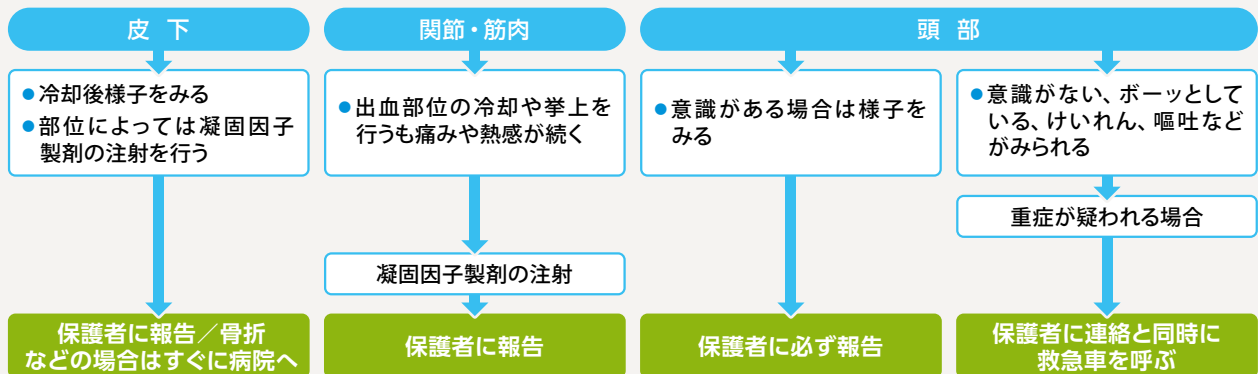 皮 下
●冷却後様子をみる
●部位によっては凝固因子
製剤の注射を行う
保護者に報告／骨折
などの場合はすぐに病院へ
関節・筋肉
●出血部位の冷却や挙上を
行うも痛みや熱感が続く
凝固因子製剤の注射
保護者に報告
頭 部
●意識がある場合は様子を
みる
保護者に必ず報告
●意識がない、ボーッとして
いる、けいれん、嘔吐など
がみられる
重症が疑われる場合
保護者に連絡と同時に
救急車を呼ぶ